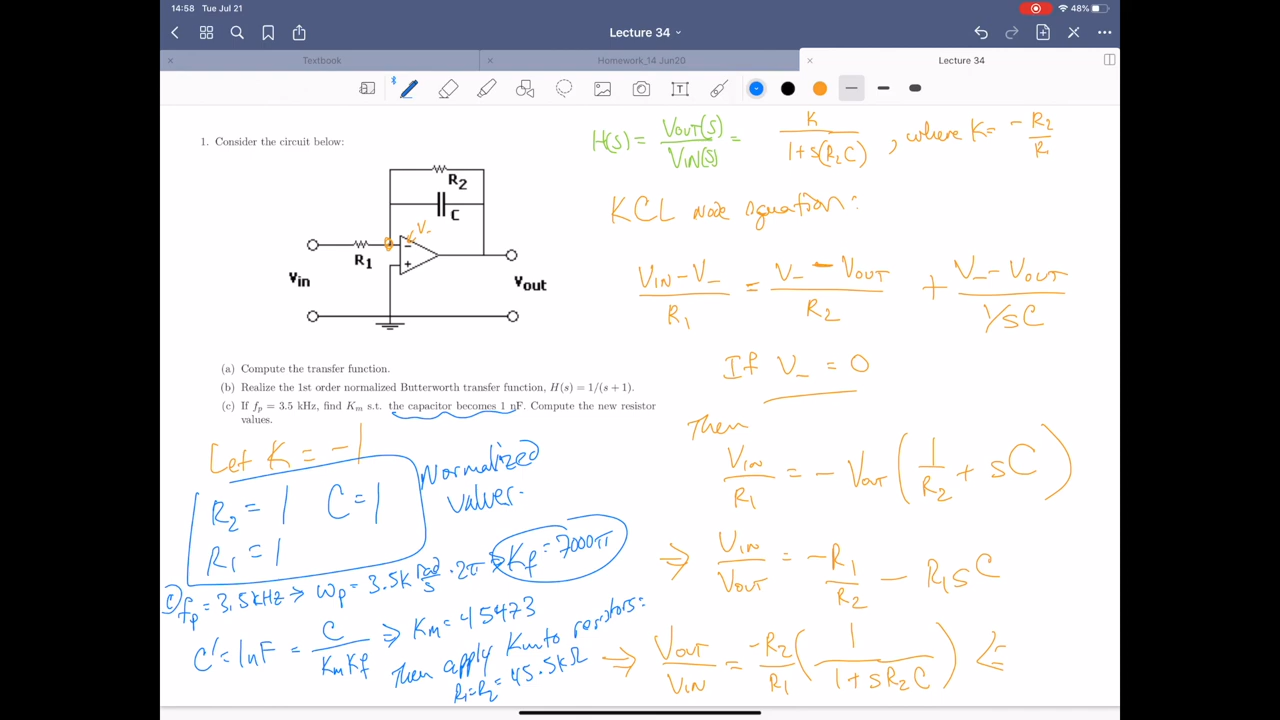 14:58 Tue Jul 21
48%
Lecture 34
Textbook
Homework_14 Jun20
Lecture 34
1. Consider the circuit below:
R2
C
V-
R1
Vin
Vout
(a) Compute the transfer function.
(b) Realize the 1st order normalized Butterworth transfer function, H(s) = 1/(s + 1).
(c) If fp = 3.5 kHz, find Km s.t. the capacitor becomes 1 nF. Compute the new resistor
values.
Let K = -1
R2 = 1 C = 1
R1 = 1
Normalized
values.
(c) fp = 3.5kHz → ωp = 3.5k rad/s · 2π → Kf = 7000π
C' = 1nF = C / KmKf ⇒ Km = 45473
Then apply Km to resistors:
R1=R2 = 45.5kΩ
H(s) = VOUT(s) / VIN(s) = K / 1+s(R2C) , where K = -R2 / R1
KCL Node equation:
VIN - V- / R1 = V- - VOUT / R2 + V- - VOUT / 1/sC
If V- = 0
Then
VIN / R1 = - VOUT ( 1 / R2 + sC )
⇒ VIN / VOUT = -R1 / R2 - R1sC
⇒ VOUT / VIN = -R2 / R1 ( 1 / 1+sR2C ) ⇐